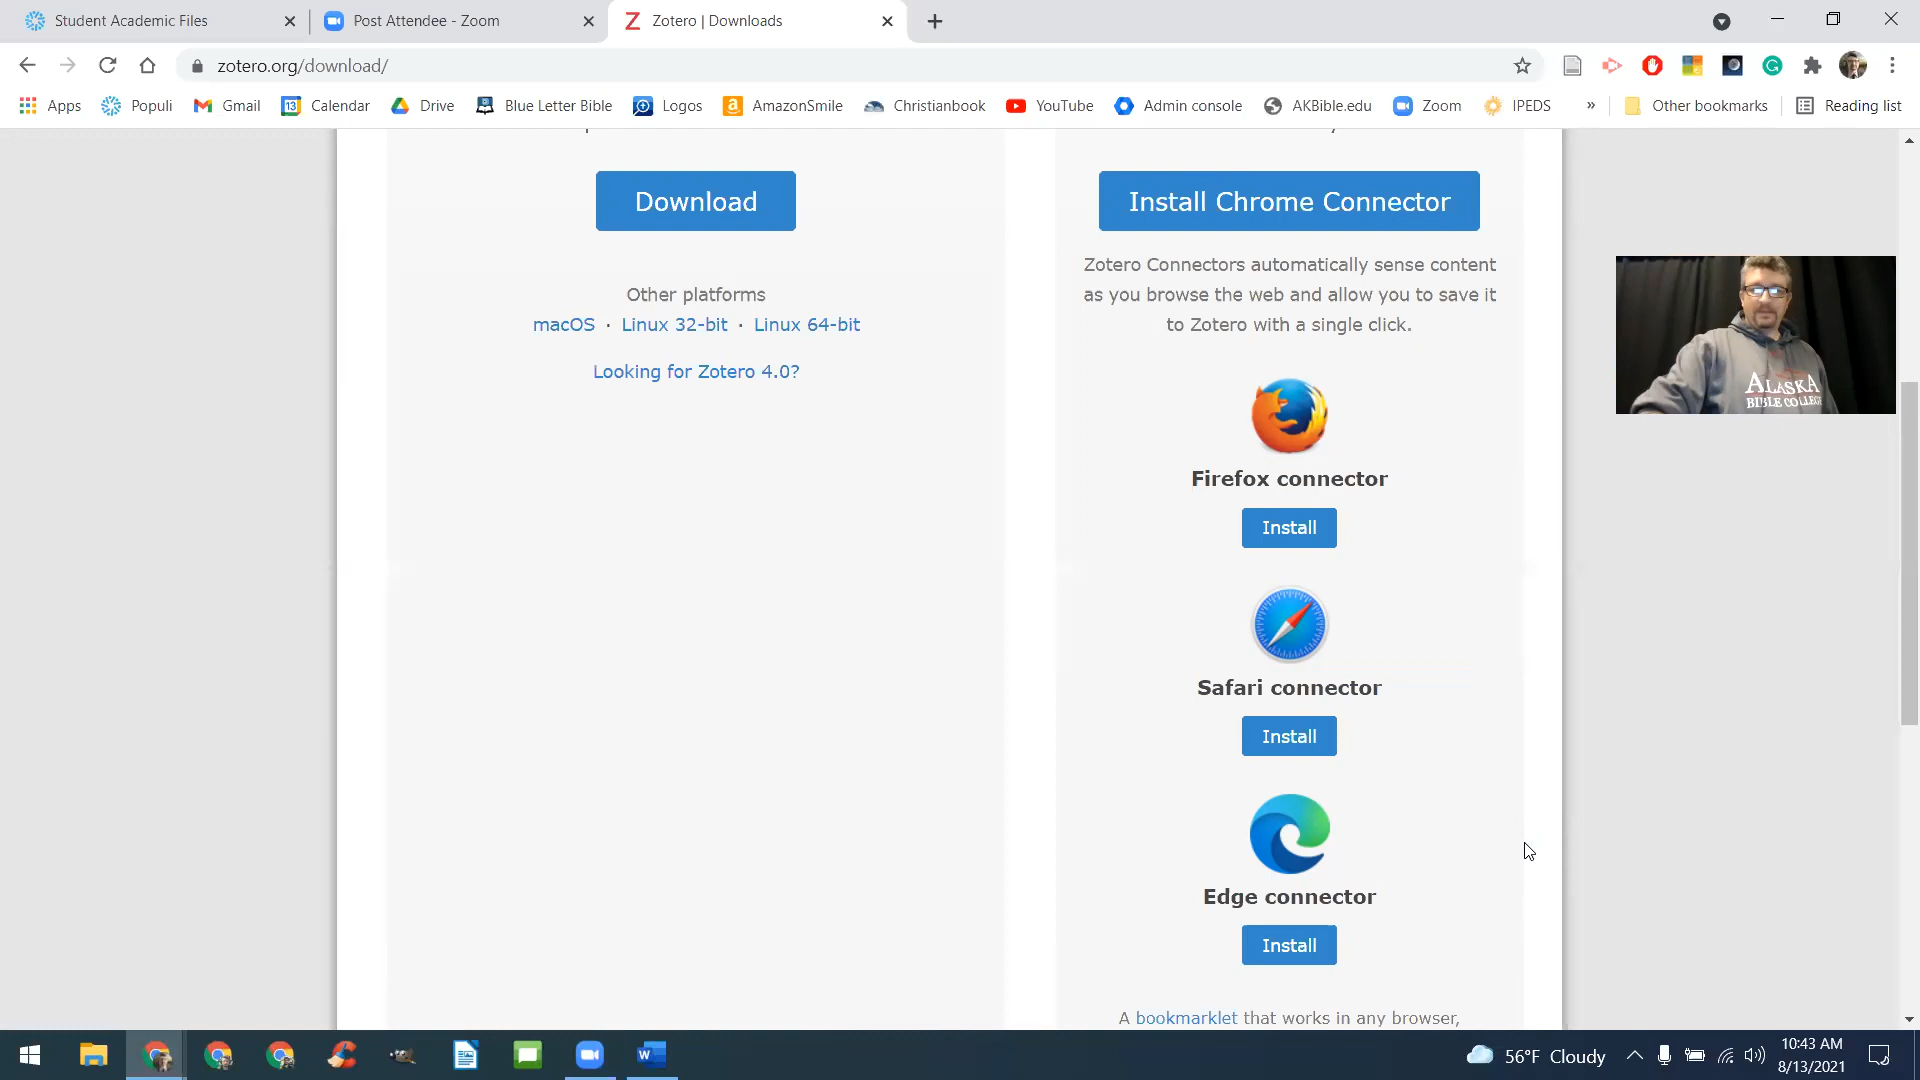 Student Academic Files
Post Attendee - Zoom
Zotero | Downloads
zotero.org/download/
Apps
Populi
Gmail
Calendar
Drive
Blue Letter Bible
Logos
AmazonSmile
Christianbook
YouTube
Admin console
AKBible.edu
Zoom
IPEDS
»
Other bookmarks
Reading list
Download
Other platforms
macOS · Linux 32-bit · Linux 64-bit
Looking for Zotero 4.0?
Install Chrome Connector
Zotero Connectors automatically sense content
as you browse the web and allow you to save it
to Zotero with a single click.
Firefox connector
Install
Safari connector
Install
Edge connector
Install
A bookmarklet that works in any browser,
ALASKA
BIBLE COLLEGE
56°F Cloudy
10:43 AM
8/13/2021